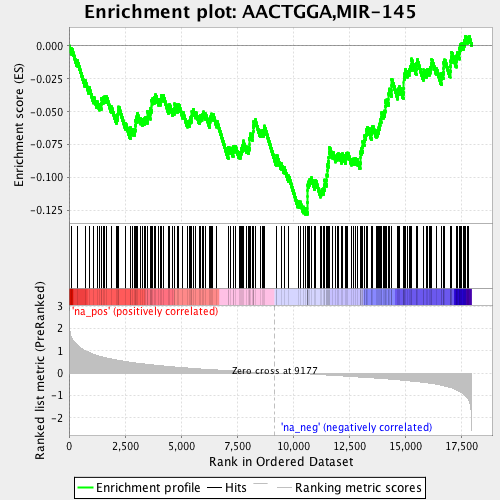 Enrichment plot: AACTGGA,MIR-145
Enrichment score (ES)
0.000
-0.025
-0.050
-0.075
-0.100
-0.125
'na_pos' (positively correlated)
Ranked list metric (PreRanked)
3
2
1
0
-1
-2
Zero cross at 9177
'na_neg' (negatively correlated)
0
2,500
5,000
7,500
10,000
12,500
15,000
17,500
Rank in Ordered Dataset
Enrichment profile
Hits
Ranking metric scores